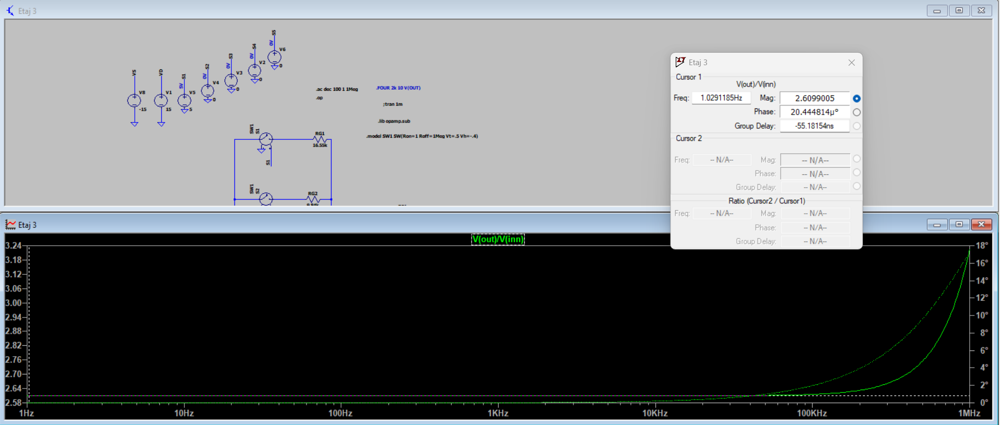 Etaj 3
S5
0V
V6
0
S4
0V
V2
0
S3
0V
V3
0
S2
0V
V4
0
VS
V8
-15
VD
V1
15
S1
5V
V5
5
.ac dec 100 1 1Meg
.op
.FOUR 2k 10 V(OUT)
;tran 1m
.lib opamp.sub
.model SW1 SW(Ron=1 Roff=1Meg Vt=.5 Vh=-.4)
SW1
S1
RG1
16.55k
S1
SW1
S2
RG2
Etaj 3
Cursor 1
V(out)/V(inn)
Freq: 1.0291185Hz Mag: 2.6099005
Phase: 20.444814µ°
Group Delay: -55.18154ns
Cursor 2
Freq: -- N/A-- Mag: -- N/A--
Phase: -- N/A--
Group Delay: -- N/A--
Ratio (Cursor2 / Cursor1)
Freq: -- N/A-- Mag: -- N/A--
Phase: -- N/A--
Group Delay: -- N/A--
Etaj 3
V(out)/V(inn)
3.24 18°
3.18 16°
3.12 14°
3.06 12°
3.00 10°
2.94 8°
2.88 6°
2.82 4°
2.76 2°
2.70 0°
2.64
2.58
1Hz 10Hz 100Hz 1KHz 10KHz 100KHz 1MHz